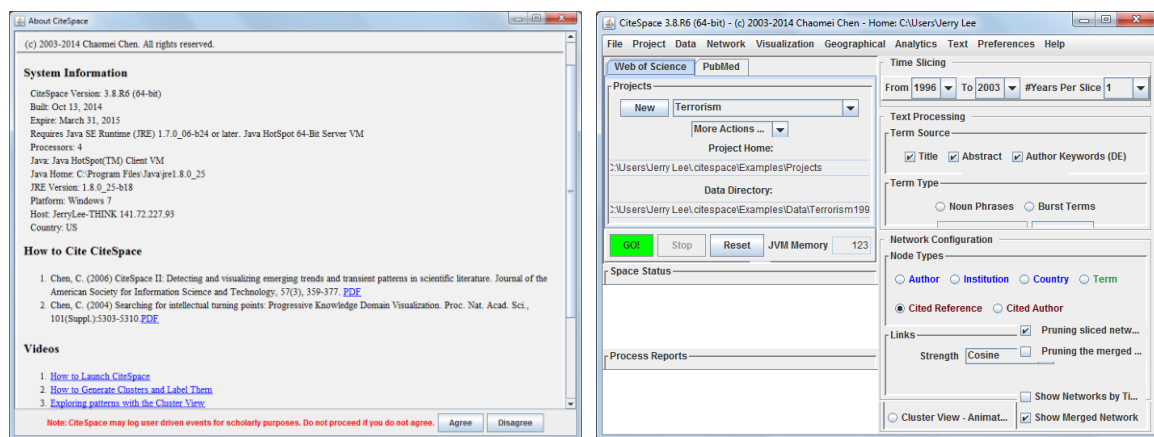 About CiteSpace
(c) 2003-2014 Chaomei Chen. All rights reserved.
System Information
CiteSpace Version: 3.8.R6 (64-bit)
Built: Oct 13, 2014
Expire: March 31, 2015
Requires Java SE Runtime (JRE) 1.7.0_06-b24 or later. Java HotSpot 64-Bit Server VM
Processors: 4
Java: Java HotSpot(TM) Client VM
Java Home: C:\Program Files\Java\jre1.8.0_25
JRE Version: 1.8.0_25-b18
Platform: Windows 7
Host: JerryLee-THINK 141.72.227.93
Country: US
How to Cite CiteSpace
1. Chen, C. (2006) CiteSpace II: Detecting and visualizing emerging trends and transient patterns in scientific literature. Journal of the
American Society for Information Science and Technology, 57(3), 359-377. PDF
2. Chen, C. (2004) Searching for intellectual turning points: Progressive Knowledge Domain Visualization. Proc. Nat. Acad. Sci.,
101(Suppl.):5303-5310.PDF
Videos
1. How to Launch CiteSpace
2. How to Generate Clusters and Label Them
3. Exploring patterns with the Cluster View
Note: CiteSpace may log user driven events for scholarly purposes. Do not proceed if you do not agree. Agree Disagree
CiteSpace 3.8.R6 (64-bit) - (c) 2003-2014 Chaomei Chen - Home: C:\Users\Jerry Lee
File Project Data Network Visualization Geographical Analytics Text Preferences Help
Web of Science PubMed
Projects
New Terrorism
More Actions ...
Project Home:
C:\Users\Jerry Lee\.citespace\Examples\Projects
Data Directory:
C:\Users\Jerry Lee\.citespace\Examples\Data\Terrorism199
GO! Stop Reset JVM Memory 123
Space Status
Process Reports
Time Slicing
From 1996 To 2003 #Years Per Slice 1
Text Processing
Term Source
Title Abstract Author Keywords (DE)
Term Type
Noun Phrases Burst Terms
Network Configuration
Node Types
Author Institution Country Term
Cited Reference Cited Author
Links
Strength Cosine
Pruning sliced netw...
Pruning the merged ...
Show Networks by Ti...
Cluster View - Animat... Show Merged Network